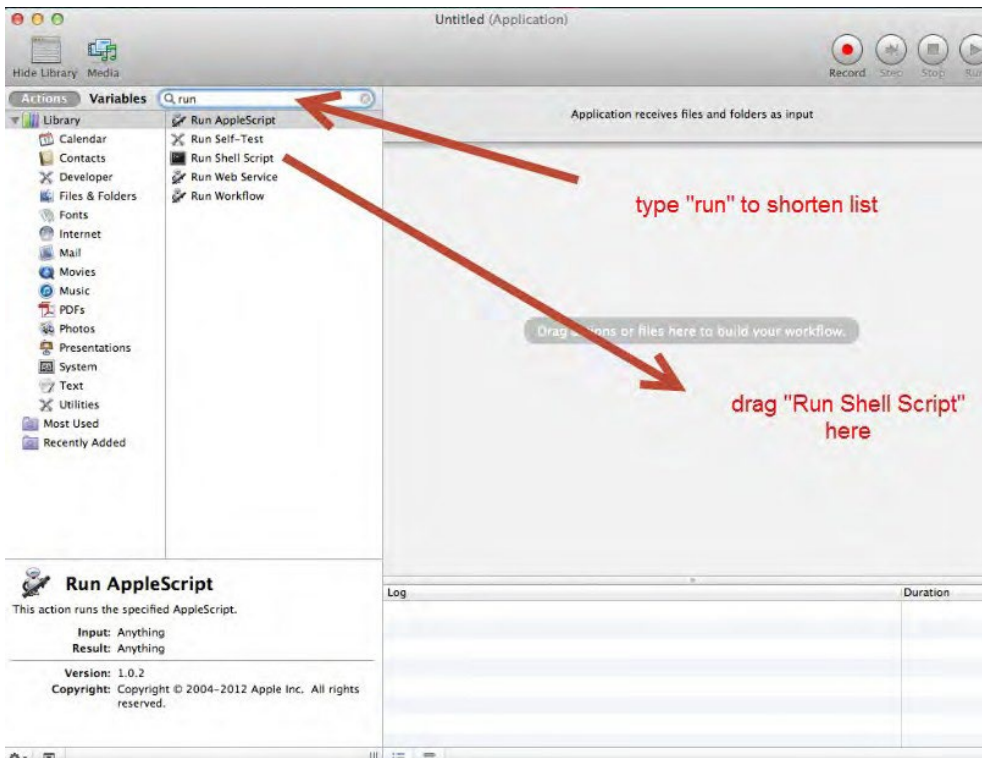 Untitled (Application)
Hide Library Media
Record Step Stop Run
Actions Variables run
Application receives files and folders as input
Library
Calendar
Contacts
Developer
Files & Folders
Fonts
Internet
Mail
Movies
Music
PDFs
Photos
Presentations
System
Text
Utilities
Most Used
Recently Added
Run AppleScript
Run Self-Test
Run Shell Script
Run Web Service
Run Workflow
type "run" to shorten list
Drag actions or files here to build your workflow.
drag "Run Shell Script"
here
Run AppleScript
This action runs the specified AppleScript.
Input: Anything
Result: Anything
Version: 1.0.2
Copyright: Copyright © 2004-2012 Apple Inc. All rights
reserved.
Log Duration